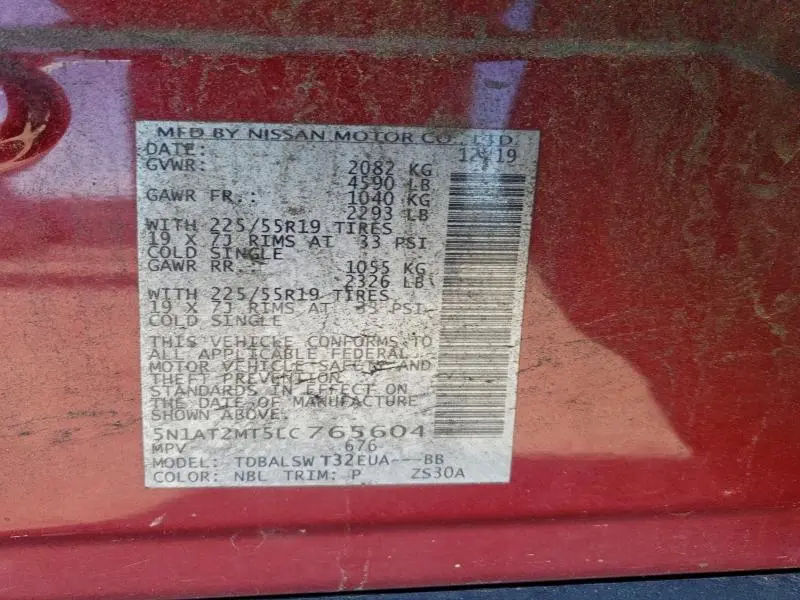 MFD BY NISSAN MOTOR CO., LTD.
DATE: 12/19
GVWR: 2082 KG
4590 LB
GAWR FR.: 1040 KG
2293 LB
WITH 225/55R19 TIRES
19 X 7J RIMS AT 33 PSI
COLD SINGLE
GAWR RR.: 1055 KG
2326 LB
WITH 225/55R19 TIRES
19 X 7J RIMS AT 33 PSI
COLD SINGLE
THIS VEHICLE CONFORMS TO
ALL APPLICABLE FEDERAL
MOTOR VEHICLE SAFETY AND
THEFT PREVENTION
STANDARDS IN EFFECT ON
THE DATE OF MANUFACTURE
SHOWN ABOVE.
5N1AT2MT5LC765604
MPV 676
MODEL: TDBALSWT32EUA---BB
COLOR: NBL TRIM: P ZS30A